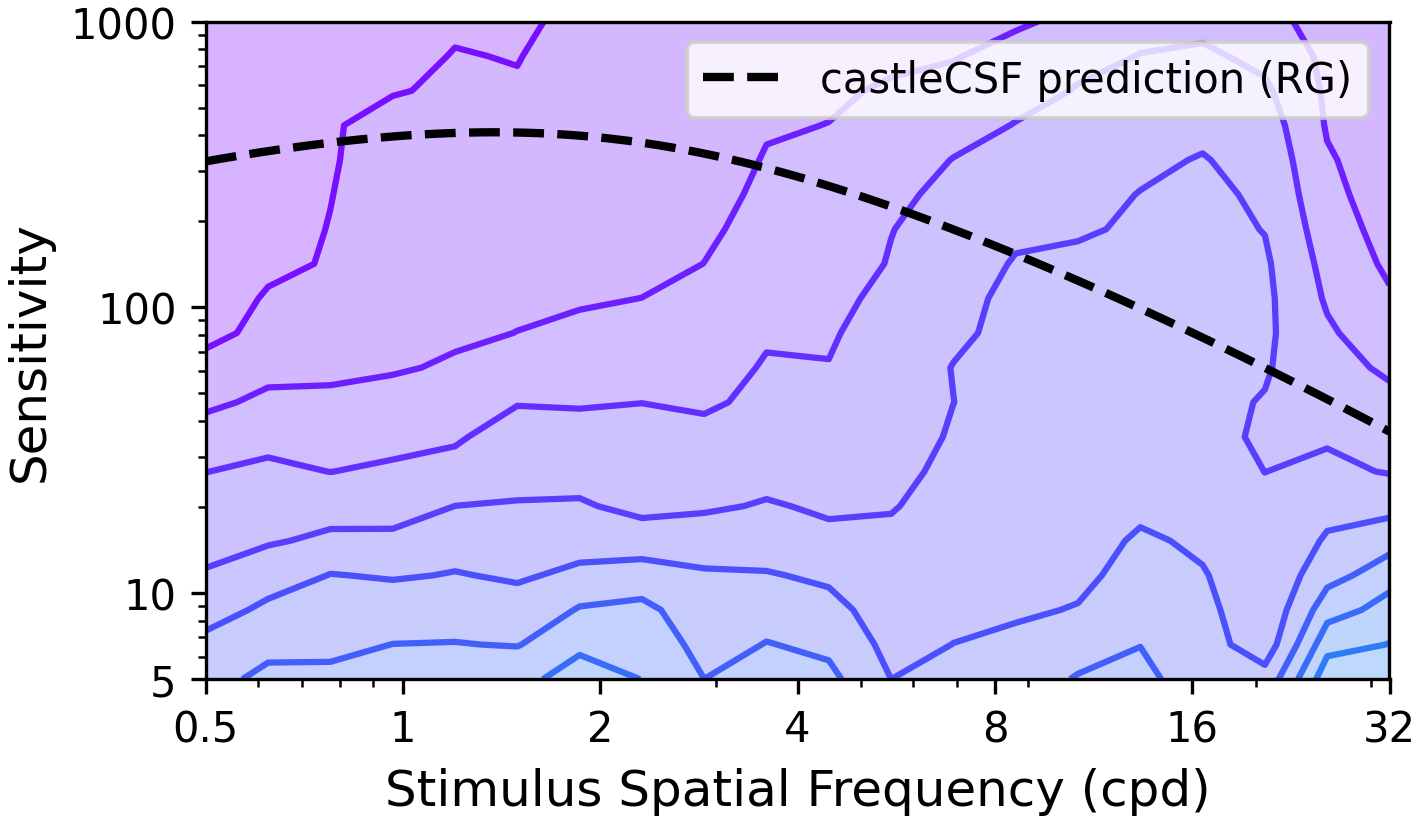 1000
100
10
5
Sensitivity
castleCSF prediction (RG)
0.5 1 2 4 8 16 32
Stimulus Spatial Frequency (cpd)